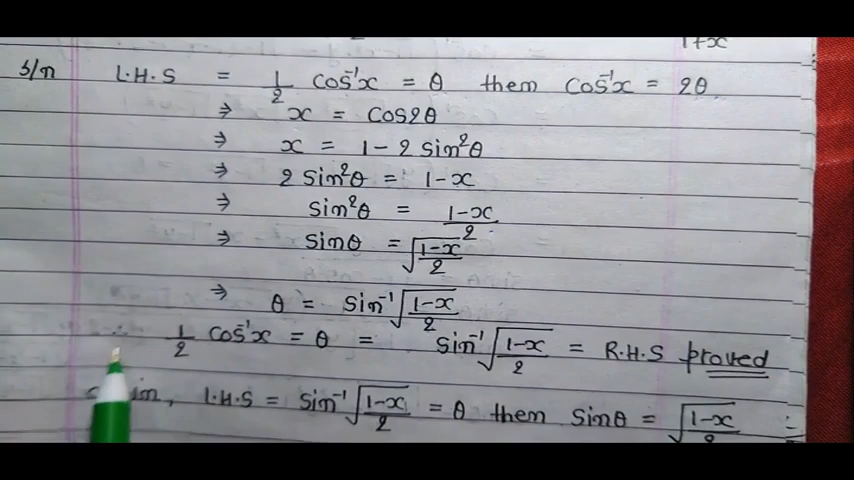 1+x
s/n L.H.S = 1/2 cos⁻¹x = θ then cos⁻¹x = 2θ
⇒ x = cos2θ
⇒ x = 1 - 2 sin²θ
⇒ 2 sin²θ = 1-x
⇒ sin²θ = (1-x)/2
⇒ sinθ = √((1-x)/2)
⇒ θ = sin⁻¹ √((1-x)/2)
∴ 1/2 cos⁻¹x = θ = sin⁻¹ √((1-x)/2) = R.H.S proved
L.H.S = sin⁻¹ √((1-x)/2) = θ then sinθ = √((1-x)/2)